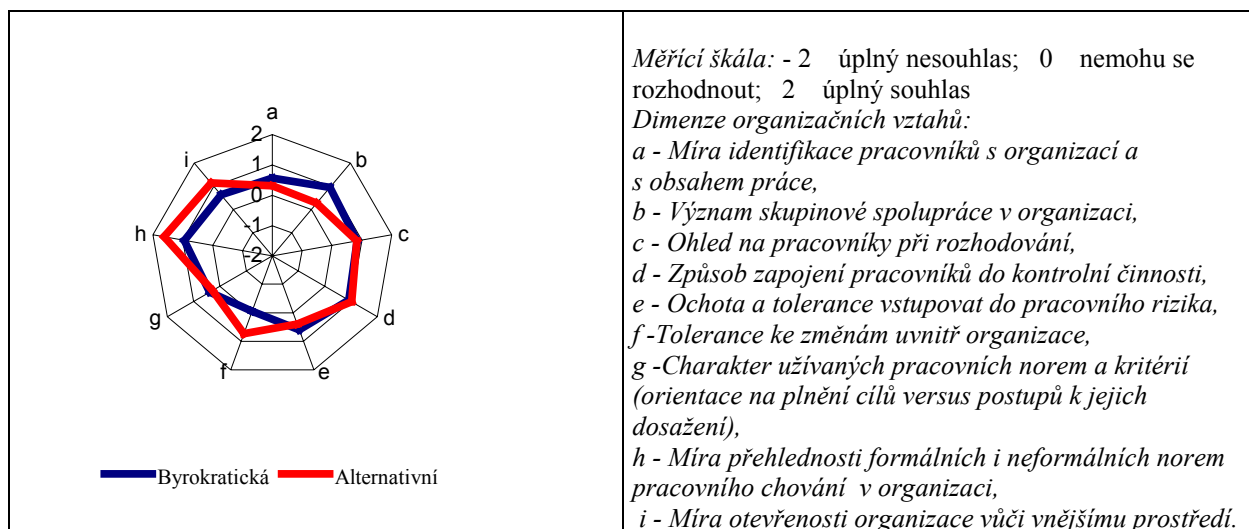 a
2
i
b
1
0
-1
h
c
-2
g
d
f
e
Byrokratická Alternativní
Měřící škála: - 2 úplný nesouhlas; 0 nemohu se
rozhodnout; 2 úplný souhlas
Dimenze organizačních vztahů:
a - Míra identifikace pracovníků s organizací a
s obsahem práce,
b - Význam skupinové spolupráce v organizaci,
c - Ohled na pracovníky při rozhodování,
d - Způsob zapojení pracovníků do kontrolní činnosti,
e - Ochota a tolerance vstupovat do pracovního rizika,
f -Tolerance ke změnám uvnitř organizace,
g -Charakter užívaných pracovních norem a kritérií
(orientace na plnění cílů versus postupů k jejich
dosažení),
h - Míra přehlednosti formálních i neformálních norem
pracovního chování v organizaci,
i - Míra otevřenosti organizace vůči vnějšímu prostředí.